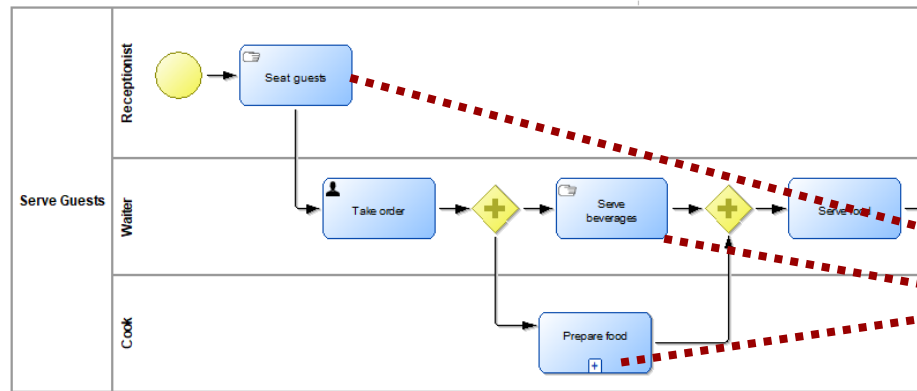 Serve Guests
Receptionist
Seat guests
Waiter
Take order
Serve
beverages
Serve food
Cook
Prepare food